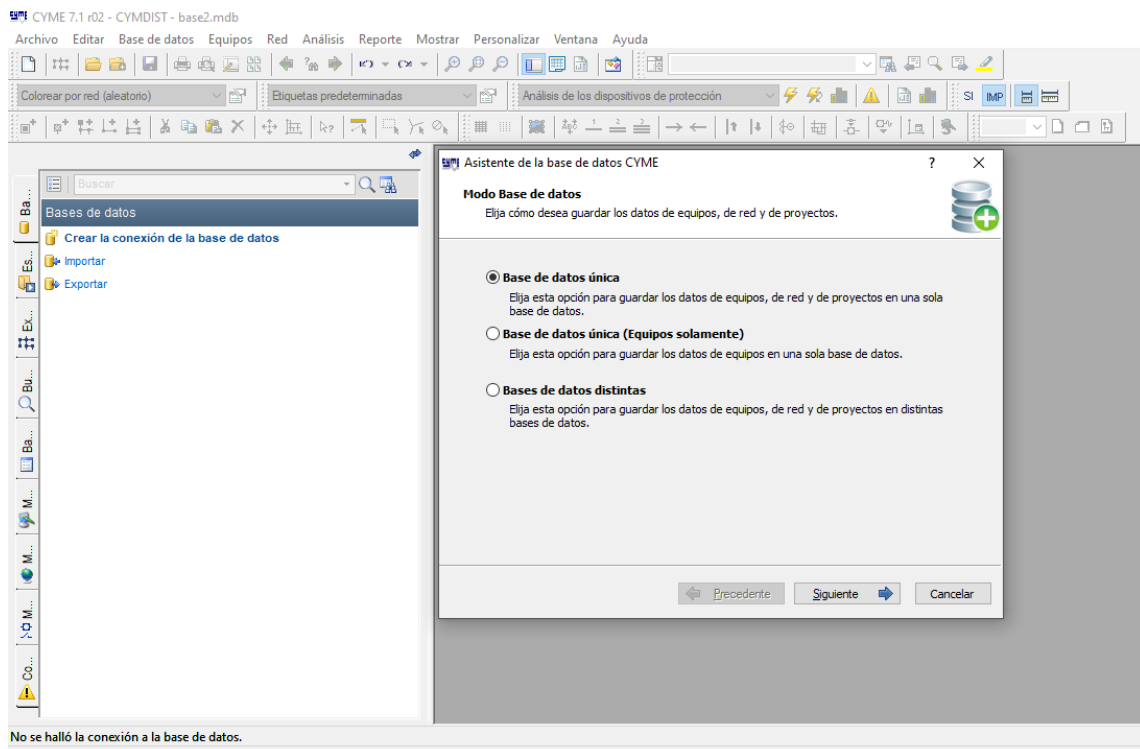 CYME 7.1 r02 - CYMDIST - base2.mdb
Archivo Editar Base de datos Equipos Red Análisis Reporte Mostrar Personalizar Ventana Ayuda
Colorear por red (aleatorio) Etiquetas predeterminadas Análisis de los dispositivos de protección SI IMP
Buscar
Bases de datos
Crear la conexión de la base de datos
Importar
Exportar
Ba...
Es...
Ex...
Bu...
Ba...
M...
M...
M...
Co...
Asistente de la base de datos CYME ?
Modo Base de datos
Elija cómo desea guardar los datos de equipos, de red y de proyectos.
Base de datos única
Elija esta opción para guardar los datos de equipos, de red y de proyectos en una sola
base de datos.
Base de datos única (Equipos solamente)
Elija esta opción para guardar los datos de equipos en una sola base de datos.
Bases de datos distintas
Elija esta opción para guardar los datos de equipos, de red y de proyectos en distintas
bases de datos.
Precedente Siguiente Cancelar
No se halló la conexión a la base de datos.